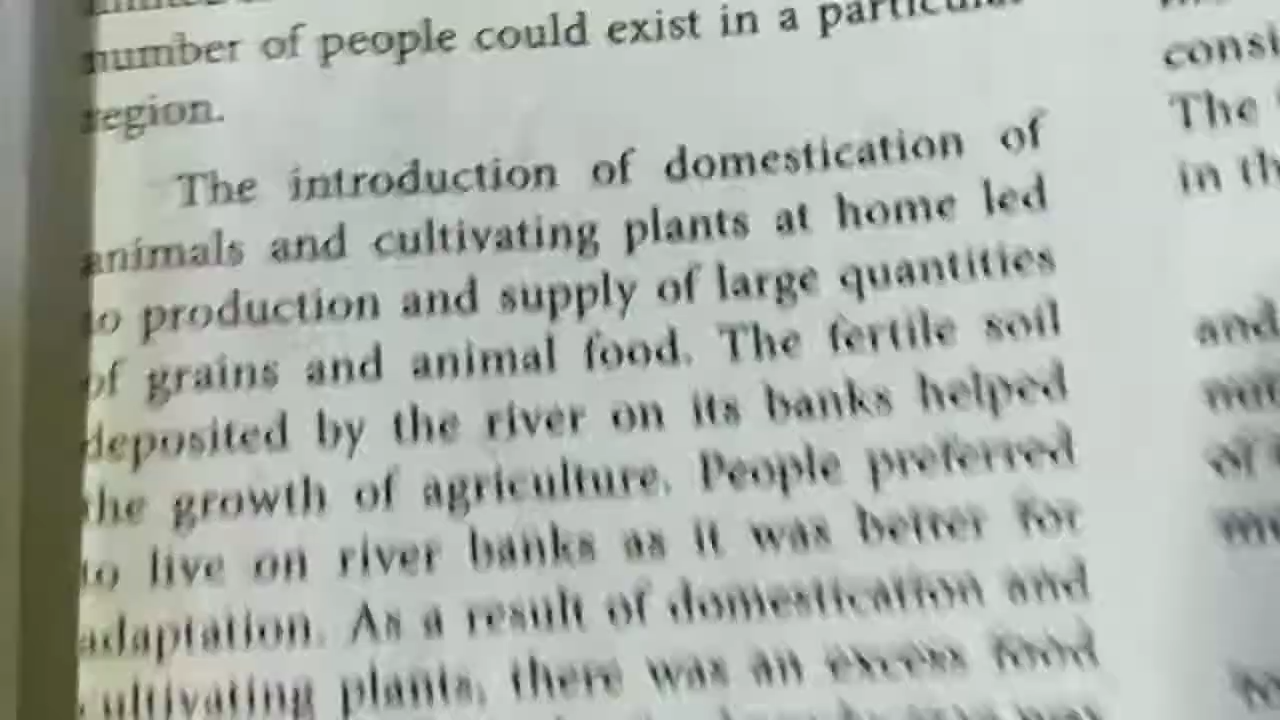 number of people could exist in a particular
region.
The introduction of domestication of
animals and cultivating plants at home led
to production and supply of large quantities
of grains and animal food. The fertile soil
deposited by the river on its banks helped
the growth of agriculture. People preferred
to live on river banks as it was better for
adaptation. As a result of domestication and
cultivating plants, there was an excess food
consi
The
in th
and